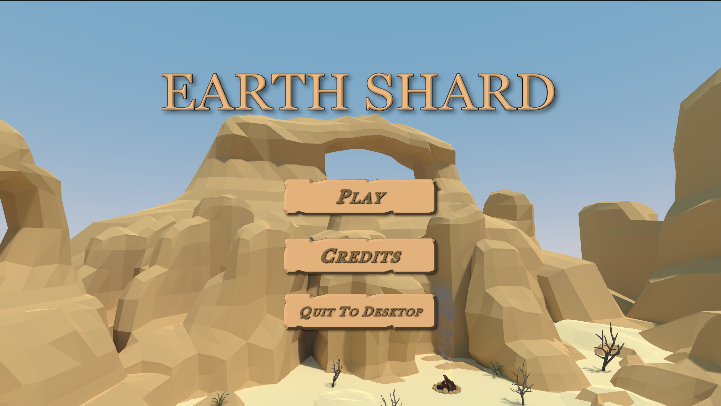 EARTH SHARD
PLAY
CREDITS
QUIT TO DESKTOP